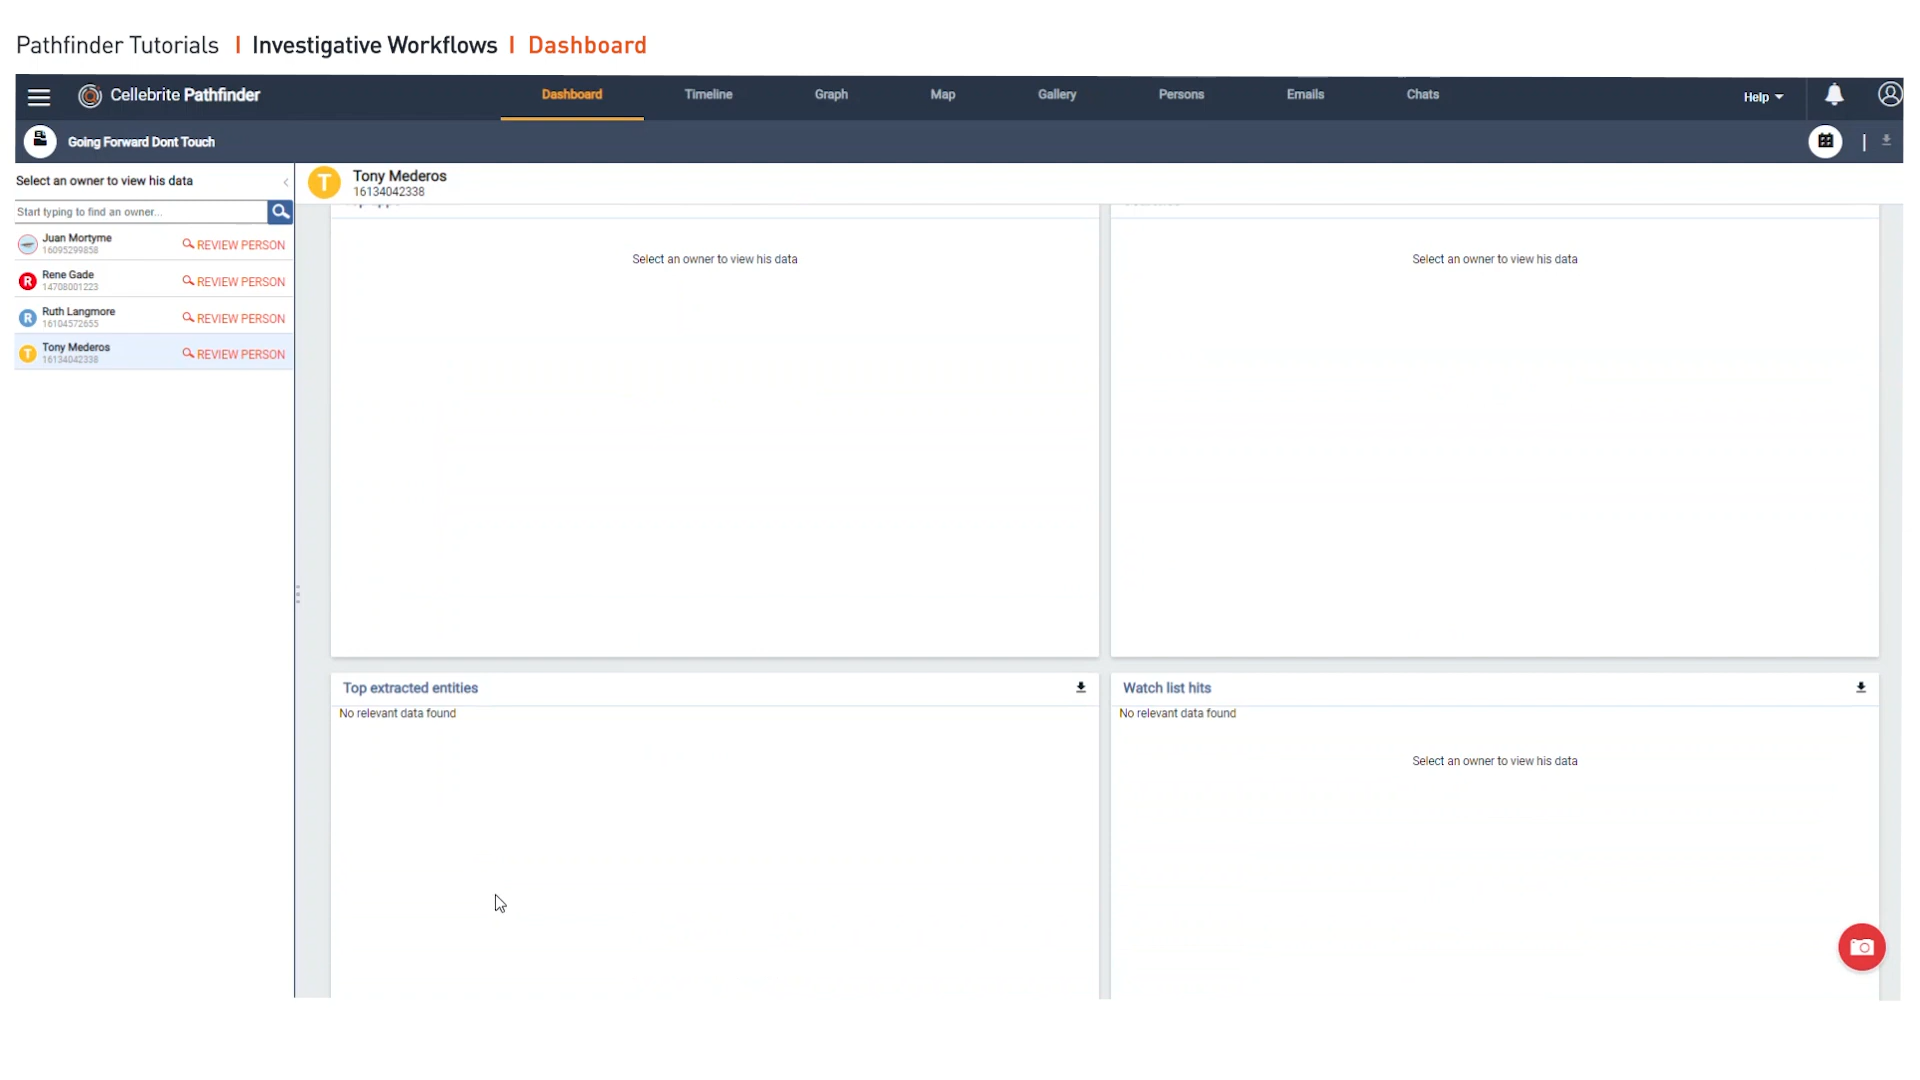 Pathfinder Tutorials | Investigative Workflows | Dashboard
Cellebrite Pathfinder
Dashboard
Timeline
Graph
Map
Gallery
Persons
Emails
Chats
Help
Going Forward Dont Touch
Select an owner to view his data
Start typing to find an owner...
Juan Mortyme
16095299858
REVIEW PERSON
Rene Gade
14708001223
REVIEW PERSON
Ruth Langmore
16104572655
REVIEW PERSON
Tony Mederos
16134042338
REVIEW PERSON
R
R
T
T
Tony Mederos
16134042338
Select an owner to view his data
Select an owner to view his data
Top extracted entities
No relevant data found
Watch list hits
No relevant data found
Select an owner to view his data